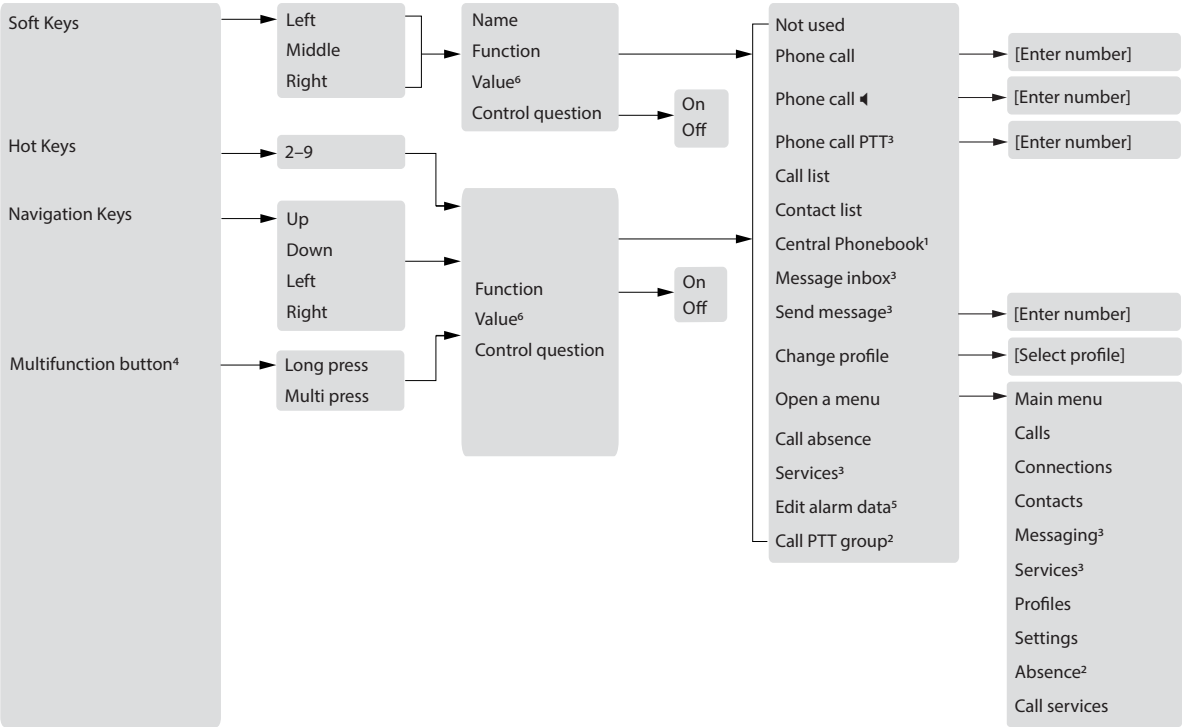 Soft Keys
Hot Keys
Navigation Keys
Multifunction button⁴
Left
Middle
Right
2–9
Up
Down
Left
Right
Long press
Multi press
Name
Function
Value⁶
Control question
On
Off
Function
Value⁶
Control question
On
Off
Not used
Phone call
Phone call
Phone call PTT³
Call list
Contact list
Central Phonebook¹
Message inbox³
Send message³
Change profile
Open a menu
Call absence
Services³
Edit alarm data⁵
Call PTT group²
[Enter number]
[Enter number]
[Enter number]
[Enter number]
[Select profile]
Main menu
Calls
Connections
Contacts
Messaging³
Services³
Profiles
Settings
Absence²
Call services